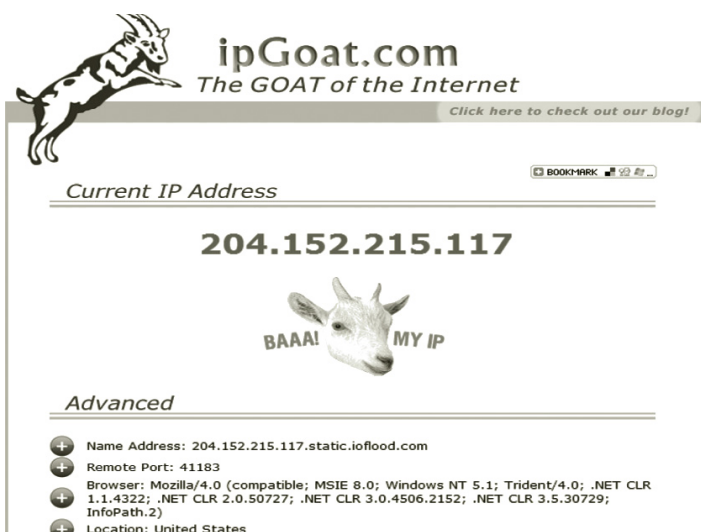 ipGoat.com
The GOAT of the Internet
Click here to check out our blog!
BOOKMARK
Current IP Address
204.152.215.117
BAAA! MY IP
Advanced
Name Address: 204.152.215.117.static.ioflood.com
Remote Port: 41183
Browser: Mozilla/4.0 (compatible; MSIE 8.0; Windows NT 5.1; Trident/4.0; .NET CLR
1.1.4322; .NET CLR 2.0.50727; .NET CLR 3.0.4506.2152; .NET CLR 3.5.30729;
InfoPath.2)
Location: United States